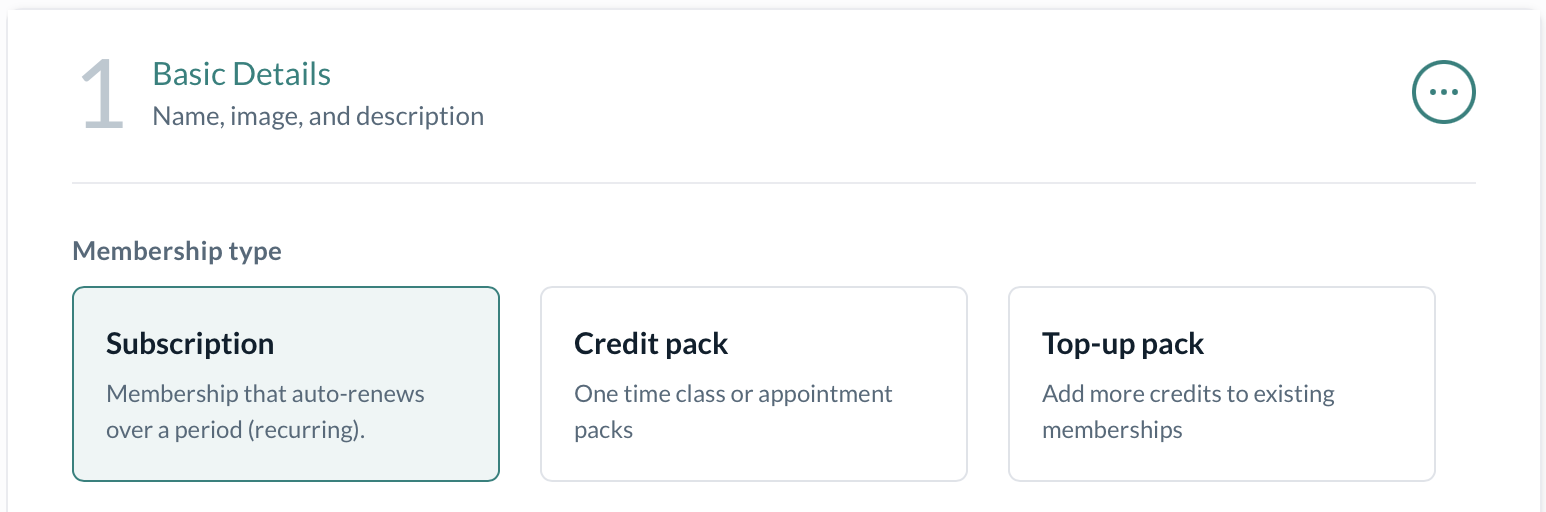 1
Basic Details
Name, image, and description
Membership type
Subscription
Membership that auto-renews
over a period (recurring).
Credit pack
One time class or appointment
packs
Top-up pack
Add more credits to existing
memberships